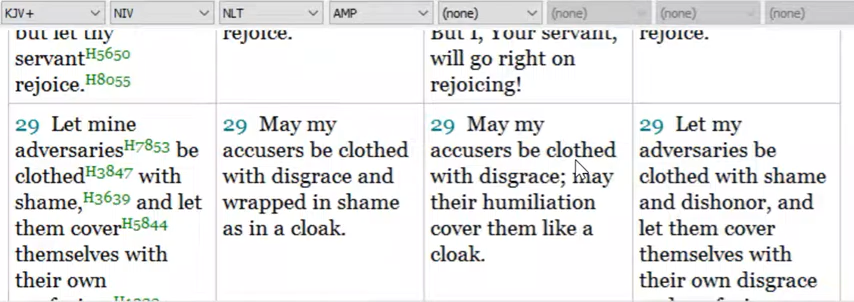 KJV+ NIV NLT AMP (none) (none) (none) (none)
but let thy
servantH5650
rejoice.H8055
rejoice.
But I, Your servant,
will go right on
rejoicing!
rejoice.
29 Let mine
adversariesH7853 be
clothedH3847 with
shame,H3639 and let
them coverH5844
themselves with
their own
29 May my
accusers be clothed
with disgrace and
wrapped in shame
as in a cloak.
29 May my
accusers be clothed
with disgrace; may
their humiliation
cover them like a
cloak.
29 Let my
adversaries be
clothed with shame
and dishonor, and
let them cover
themselves with
their own disgrace